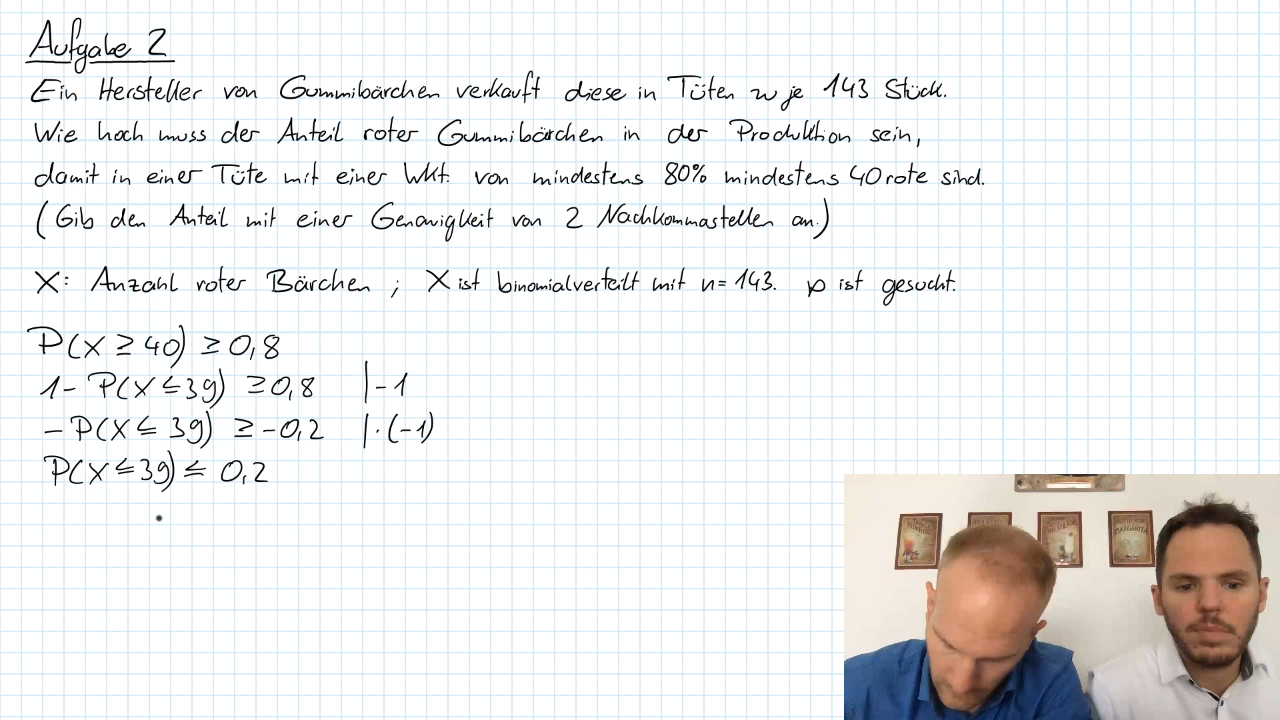 Aufgabe 2
Ein Hersteller von Gummibärchen verkauft diese in Tüten zu je 143 Stück.
Wie hoch muss der Anteil roter Gummibärchen in der Produktion sein,
damit in einer Tüte mit einer Wkt. von mindestens 80% mindestens 40 rote sind.
(Gib den Anteil mit einer Genauigkeit von 2 Nachkommastellen an.)
X: Anzahl roter Bärchen ; X ist binomialverteilt mit n=143. p ist gesucht.
P(X ≥ 40) ≥ 0,8
1 - P(X ≤ 39) ≥ 0,8 | -1
- P(X ≤ 39) ≥ -0,2 | ·(-1)
P(X ≤ 39) ≤ 0,2